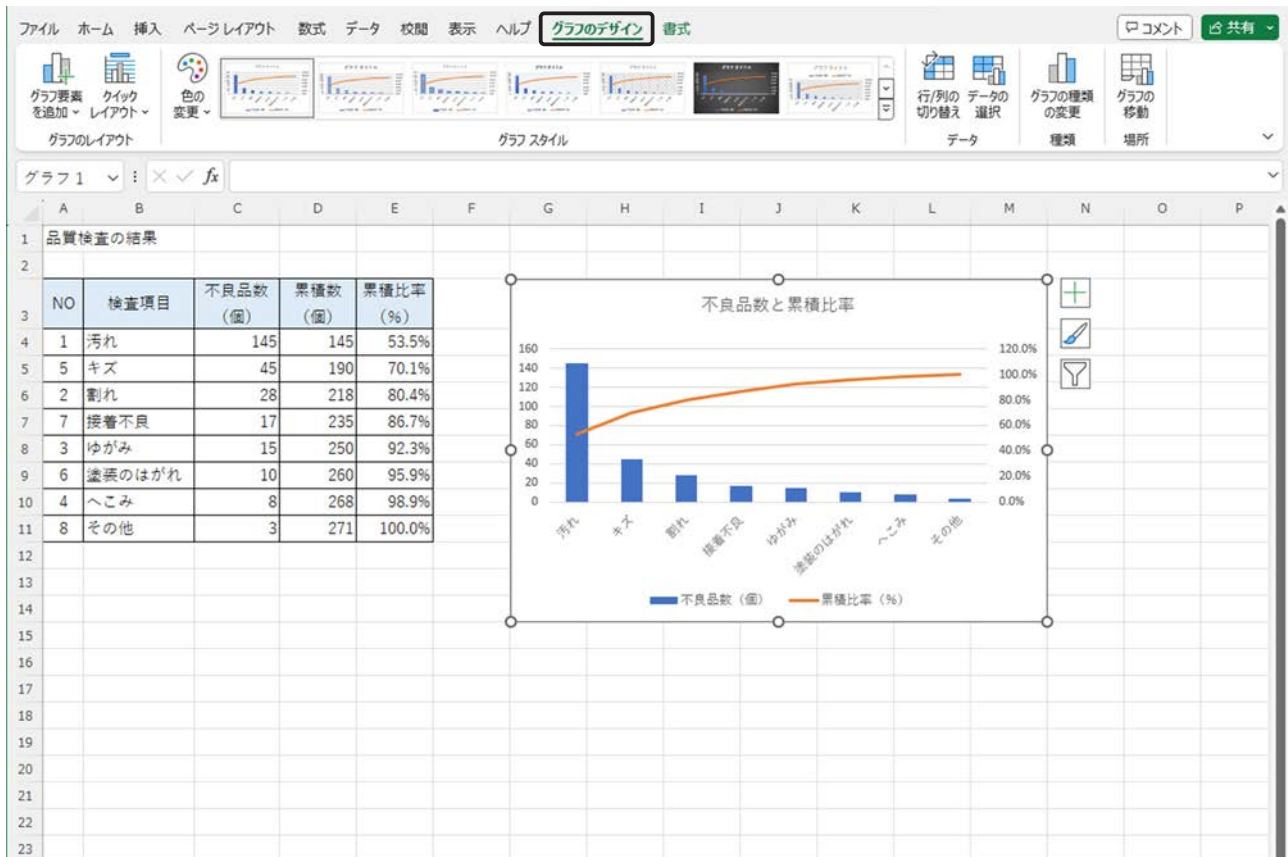 ファイル ホーム 挿入 ページ レイアウト 数式 データ 校閲 表示 ヘルプ グラフのデザイン 書式 コメント 共有
グラフ要素 クイック 色の 行/列の データの グラフの種類 グラフの
を追加 レイアウト 変更 切り替え 選択 の変更 移動
グラフのレイアウト グラフ スタイル データ 種類 場所
グラフ 1 fx
A B C D E F G H I J K L M N O P
1 品質検査の結果
2
3 NO 検査項目 不良品数 (個) 累積数 (個) 累積比率 (%)
4 1 汚れ 145 145 53.5%
5 5 キズ 45 190 70.1%
6 2 割れ 28 218 80.4%
7 7 接着不良 17 235 86.7%
8 3 ゆがみ 15 250 92.3%
9 6 塗装のはがれ 10 260 95.9%
10 4 へこみ 8 268 98.9%
11 8 その他 3 271 100.0%
12
13
14
15
16
17
18
19
20
21
22
23
不良品数と累積比率
160
140
120
100
80
60
40
20
0
120.0%
100.0%
80.0%
60.0%
40.0%
20.0%
0.0%
汚れ
キズ
割れ
接着不良
ゆがみ
塗装のはがれ
へこみ
その他
不良品数(個) 累積比率(%)